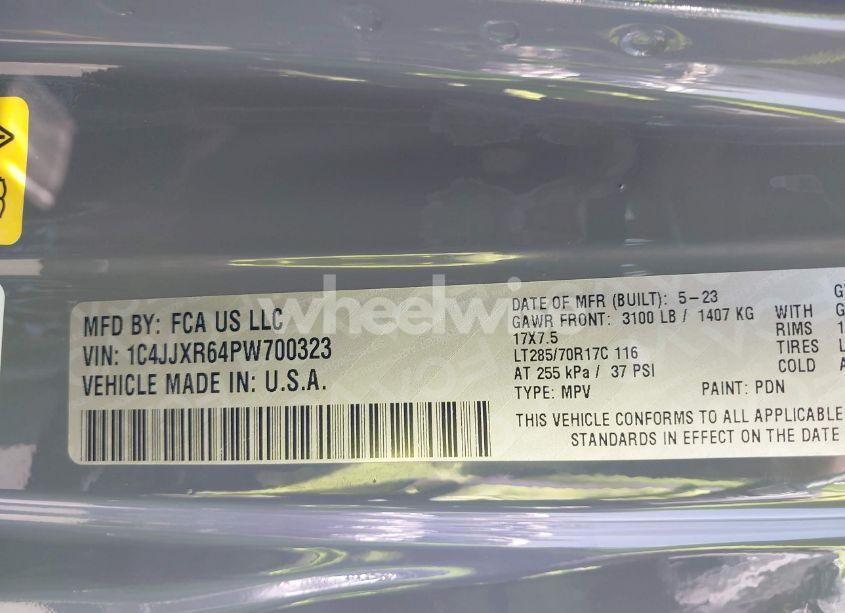 MFD BY: FCA US LLC
VIN: 1C4JJXR64PW700323
VEHICLE MADE IN: U.S.A.
DATE OF MFR (BUILT): 5-23
GAWR FRONT: 3100 LB / 1407 KG WITH
17X7.5 RIMS
LT285/70R17C 116 TIRES
AT 255 kPa / 37 PSI COLD
TYPE: MPV PAINT: PDN
THIS VEHICLE CONFORMS TO ALL APPLICABLE
STANDARDS IN EFFECT ON THE DATE
wheelwi